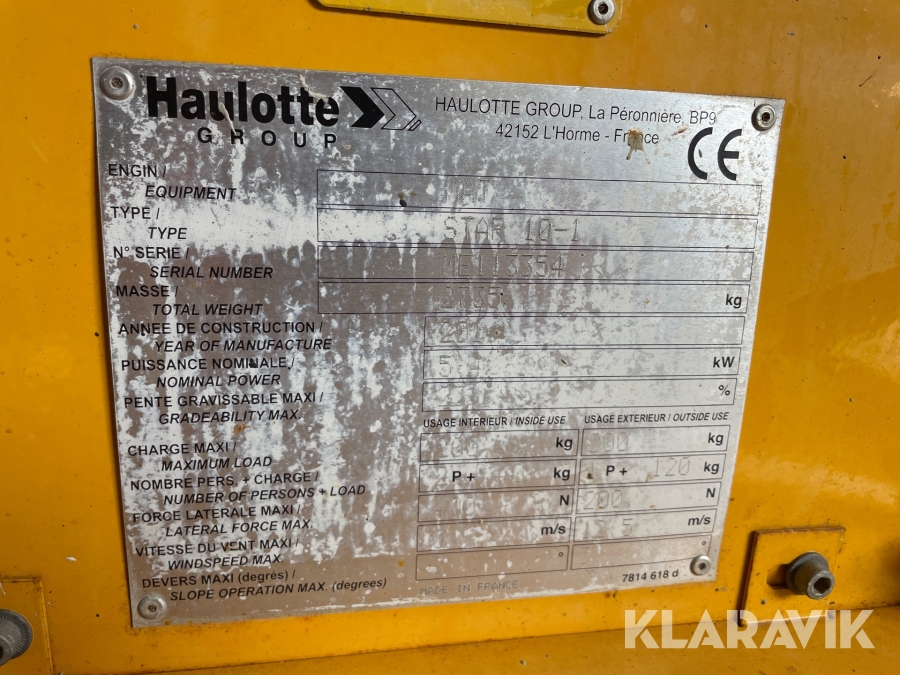 Haulotte
GROUP
HAULOTTE GROUP, La Péronnière, BP9
42152 L'Horme - France
CE
ENGIN /
EQUIPMENT
TYPE /
TYPE
STAR 10-1
N° SERIE /
SERIAL NUMBER
ME113354
MASSE /
TOTAL WEIGHT
kg
ANNEE DE CONSTRUCTION /
YEAR OF MANUFACTURE
PUISSANCE NOMINALE /
NOMINAL POWER
kW
PENTE GRAVISSABLE MAXI /
GRADEABILITY MAX.
%
USAGE INTERIEUR / INSIDE USE
USAGE EXTERIEUR / OUTSIDE USE
CHARGE MAXI /
MAXIMUM LOAD
kg kg
NOMBRE PERS. + CHARGE /
NUMBER OF PERSONS + LOAD
P + kg P + 120 kg
FORCE LATERALE MAXI /
LATERAL FORCE MAX.
N 200 N
VITESSE DU VENT MAXI /
WINDSPEED MAX.
m/s m/s
DEVERS MAXI (degrés) /
SLOPE OPERATION MAX. (degrees)
° °
MADE IN FRANCE
7814 618 d
KLARAVIK